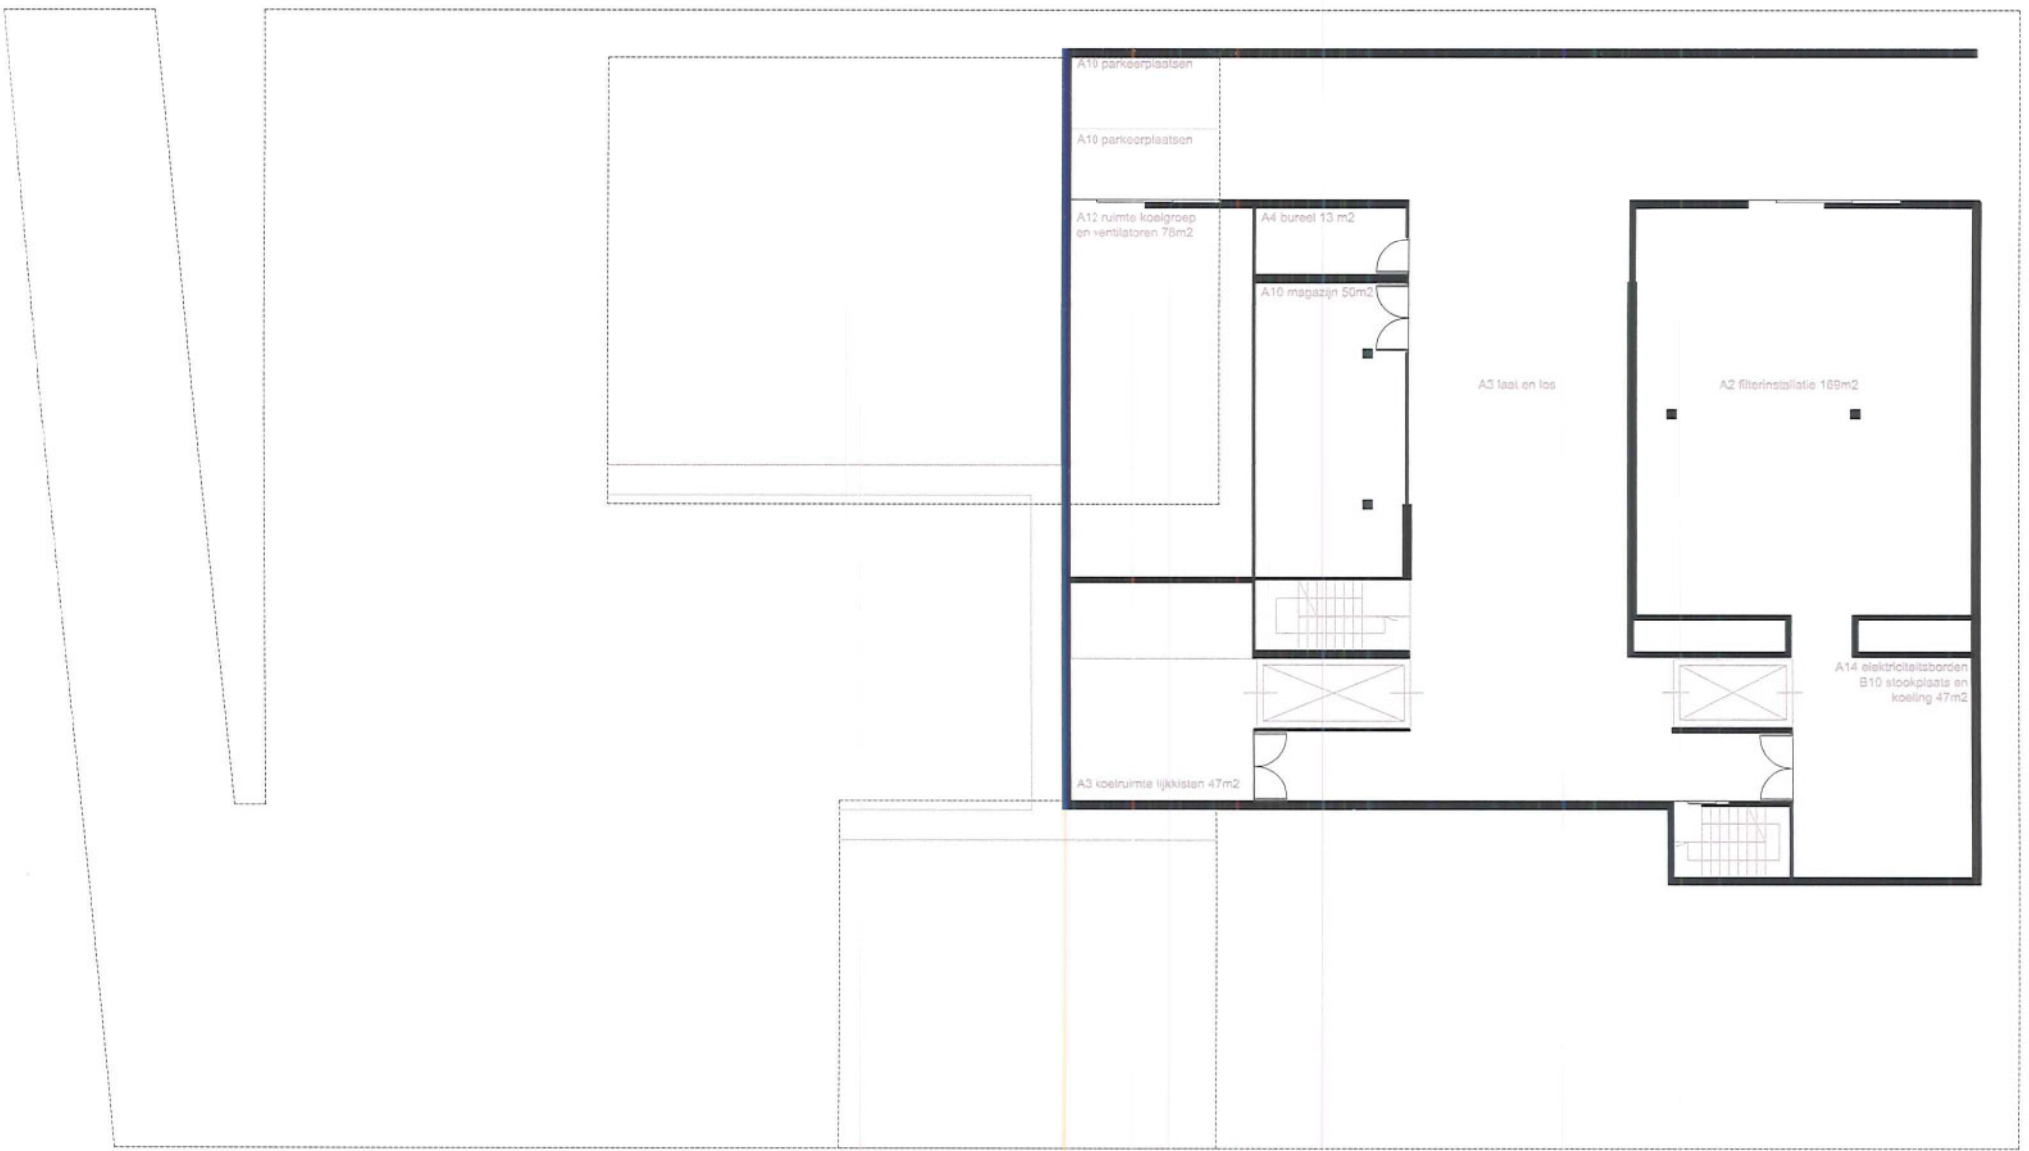 A10 parkeerplaatsen
A10 parkeerplaatsen
A12 ruimte koelgroep
en ventilatoren 78m2
A4 bureel 13 m2
A10 magazijn 50m2
A3 laat en los
A2 filterinstallatie 169m2
A14 elektriciteitsborden
B10 stookplaats en
koeling 47m2
A3 koelruimte lijkkisten 47m2